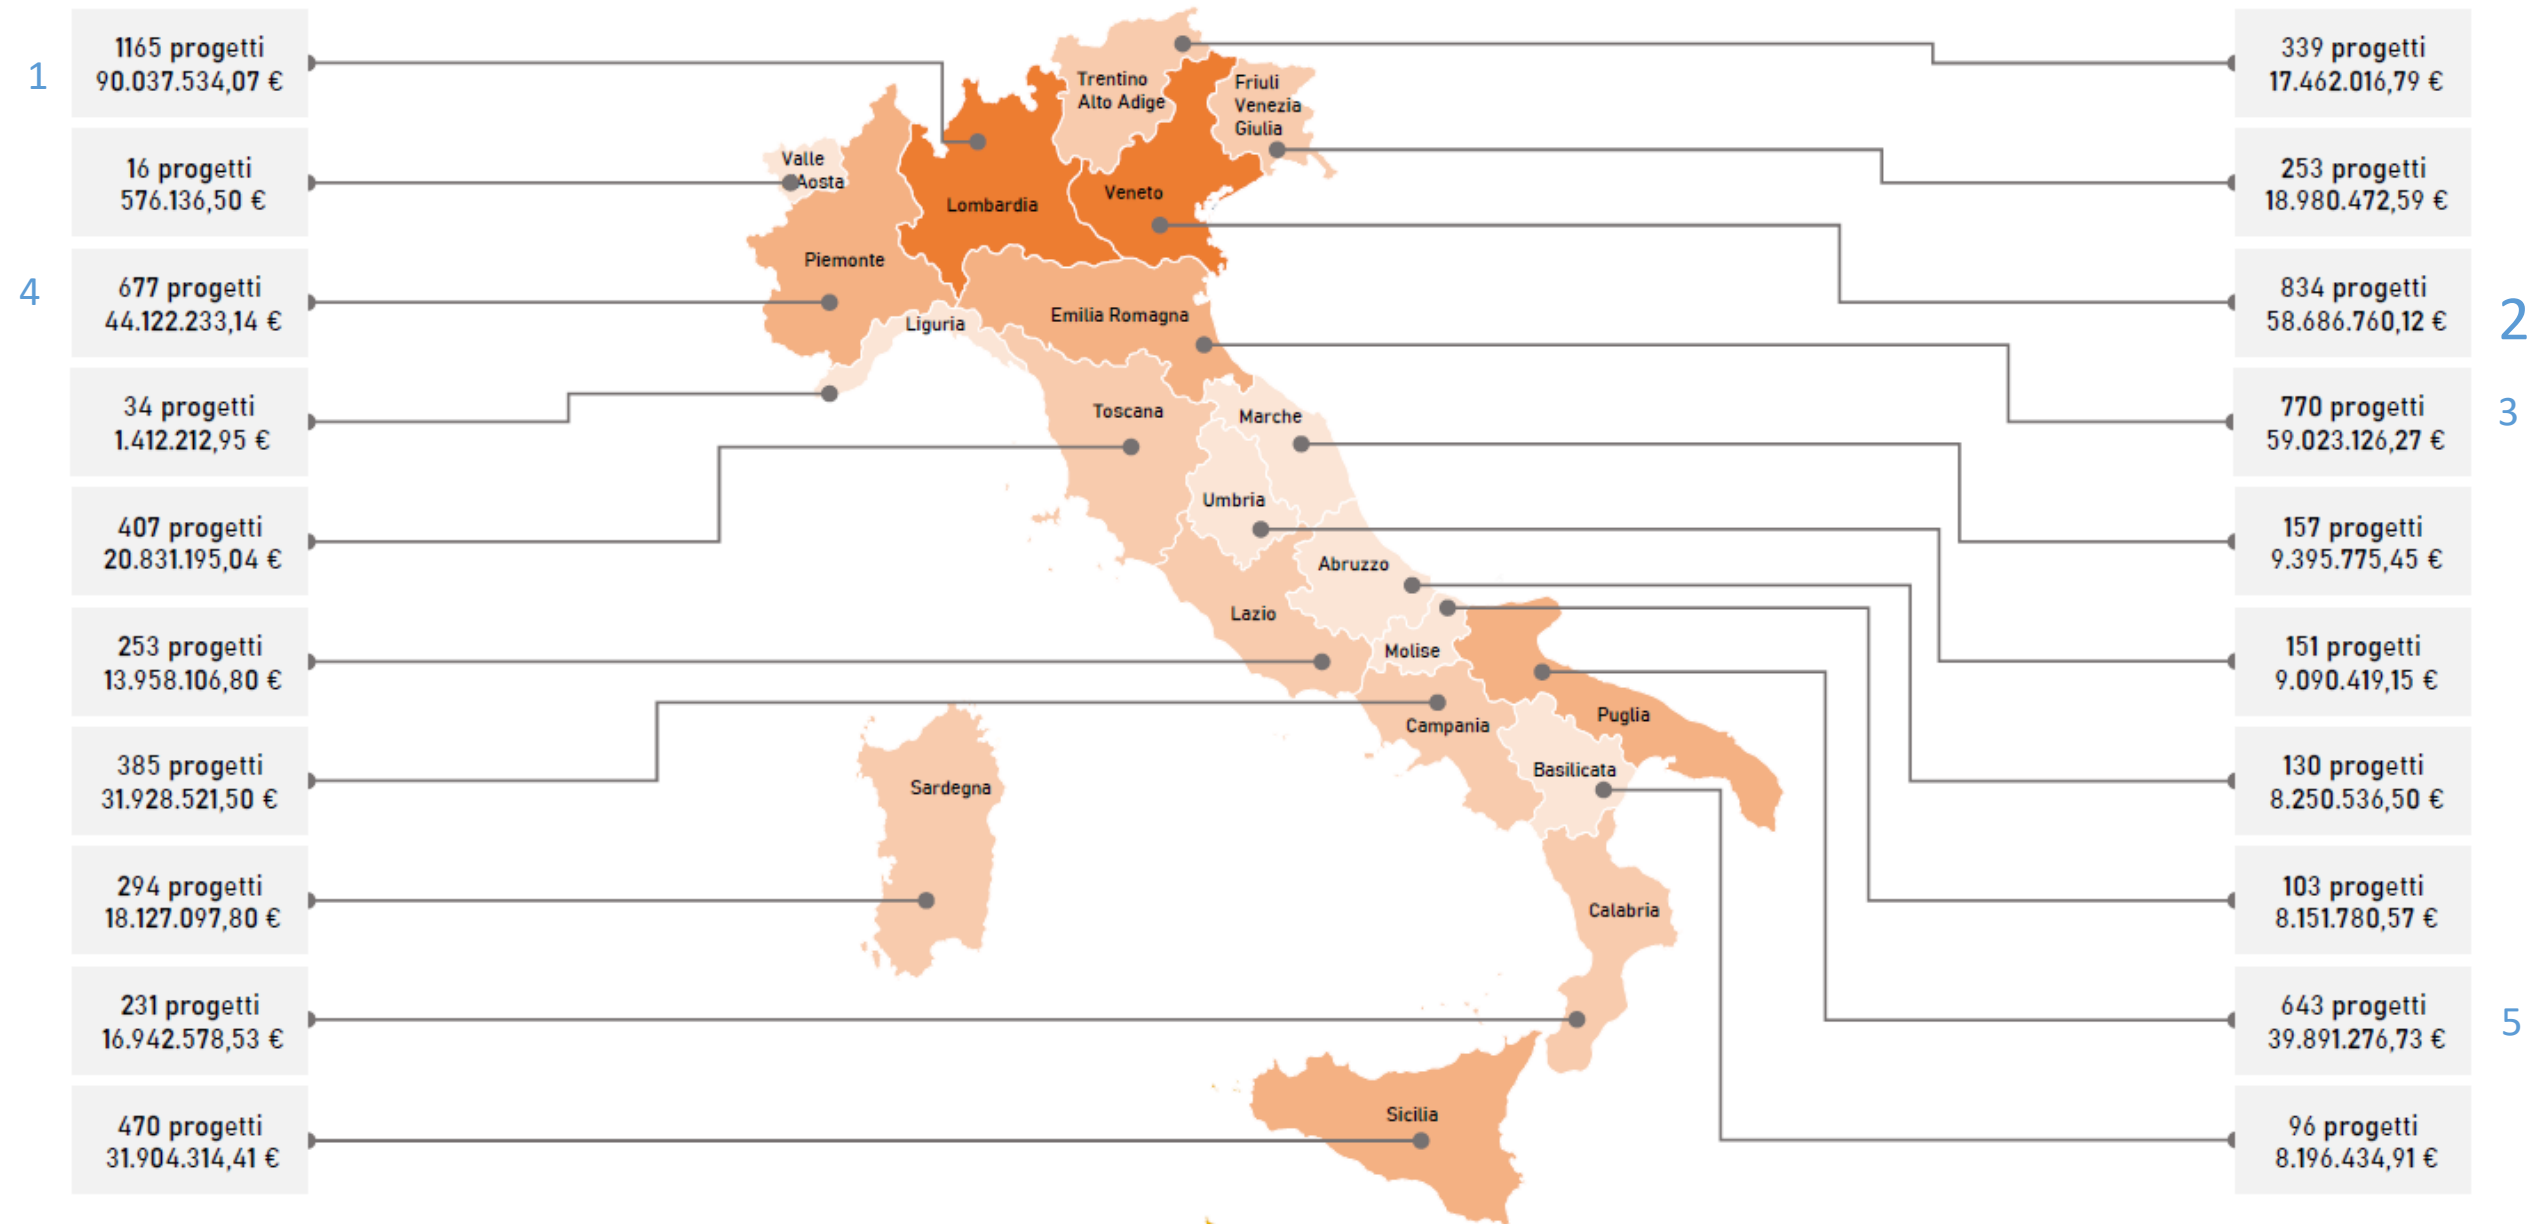 1
1165 progetti
90.037.534,07 €
16 progetti
576.136,50 €
4
677 progetti
44.122.233,14 €
34 progetti
1.412.212,95 €
407 progetti
20.831.195,04 €
253 progetti
13.958.106,80 €
385 progetti
31.928.521,50 €
294 progetti
18.127.097,80 €
231 progetti
16.942.578,53 €
470 progetti
31.904.314,41 €
Trentino
Alto Adige
Friuli
Venezia
Giulia
Valle
Aosta
Lombardia
Veneto
Piemonte
Emilia Romagna
Liguria
Toscana
Marche
Umbria
Abruzzo
Lazio
Molise
Campania
Puglia
Basilicata
Sardegna
Calabria
Sicilia
339 progetti
17.462.016,79 €
253 progetti
18.980.472,59 €
834 progetti
58.686.760,12 €
2
770 progetti
59.023.126,27 €
3
157 progetti
9.395.775,45 €
151 progetti
9.090.419,15 €
130 progetti
8.250.536,50 €
103 progetti
8.151.780,57 €
643 progetti
39.891.276,73 €
5
96 progetti
8.196.434,91 €